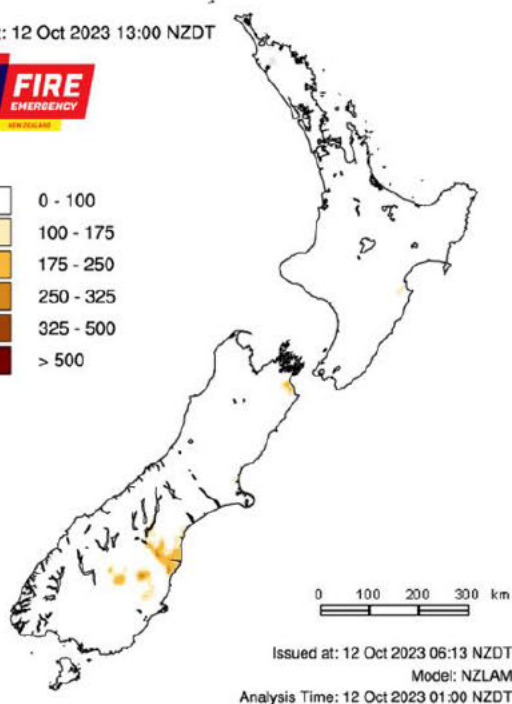 : 12 Oct 2023 13:00 NZDT
FIRE
EMERGENCY
NEW ZEALAND
0 - 100
100 - 175
175 - 250
250 - 325
325 - 500
> 500
0 100 200 300 km
Issued at: 12 Oct 2023 06:13 NZDT
Model: NZLAM
Analysis Time: 12 Oct 2023 01:00 NZDT